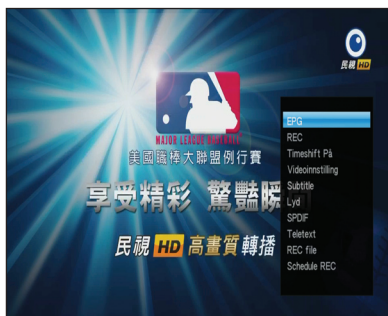 民視 HD
MAJOR LEAGUE BASEBALL
美國職棒大聯盟例行賽
享受精彩 驚豔瞬
民視 HD 高畫質轉播
EPG
REC
Timeshift På
Videoinnstilling
Subtitle
Lyd
SPDIF
Teletext
REC file
Schedule REC